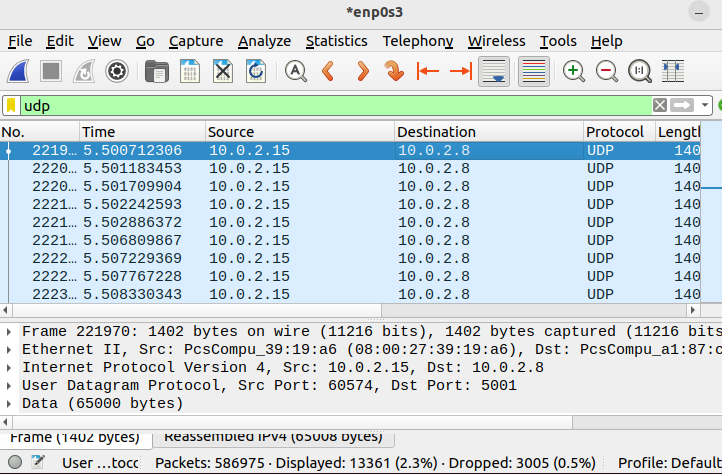 *enp0s3
File Edit View Go Capture Analyze Statistics Telephony Wireless Tools Help
udp
No. Time Source Destination Protocol Lengtl
2219… 5.500712306 10.0.2.15 10.0.2.8 UDP 140
2220… 5.501183453 10.0.2.15 10.0.2.8 UDP 140
2220… 5.501709904 10.0.2.15 10.0.2.8 UDP 140
2221… 5.502242593 10.0.2.15 10.0.2.8 UDP 140
2221… 5.502886372 10.0.2.15 10.0.2.8 UDP 140
2221… 5.506809867 10.0.2.15 10.0.2.8 UDP 140
2222… 5.507229369 10.0.2.15 10.0.2.8 UDP 140
2222… 5.507767228 10.0.2.15 10.0.2.8 UDP 140
2223… 5.508330343 10.0.2.15 10.0.2.8 UDP 140
Frame 221970: 1402 bytes on wire (11216 bits), 1402 bytes captured (11216 bits
Ethernet II, Src: PcsCompu_39:19:a6 (08:00:27:39:19:a6), Dst: PcsCompu_a1:87:c
Internet Protocol Version 4, Src: 10.0.2.15, Dst: 10.0.2.8
User Datagram Protocol, Src Port: 60574, Dst Port: 5001
Data (65000 bytes)
Frame (1402 bytes) Reassembled IPv4 (65008 bytes)
User …tocc Packets: 586975 · Displayed: 13361 (2.3%) · Dropped: 3005 (0.5%) Profile: Default